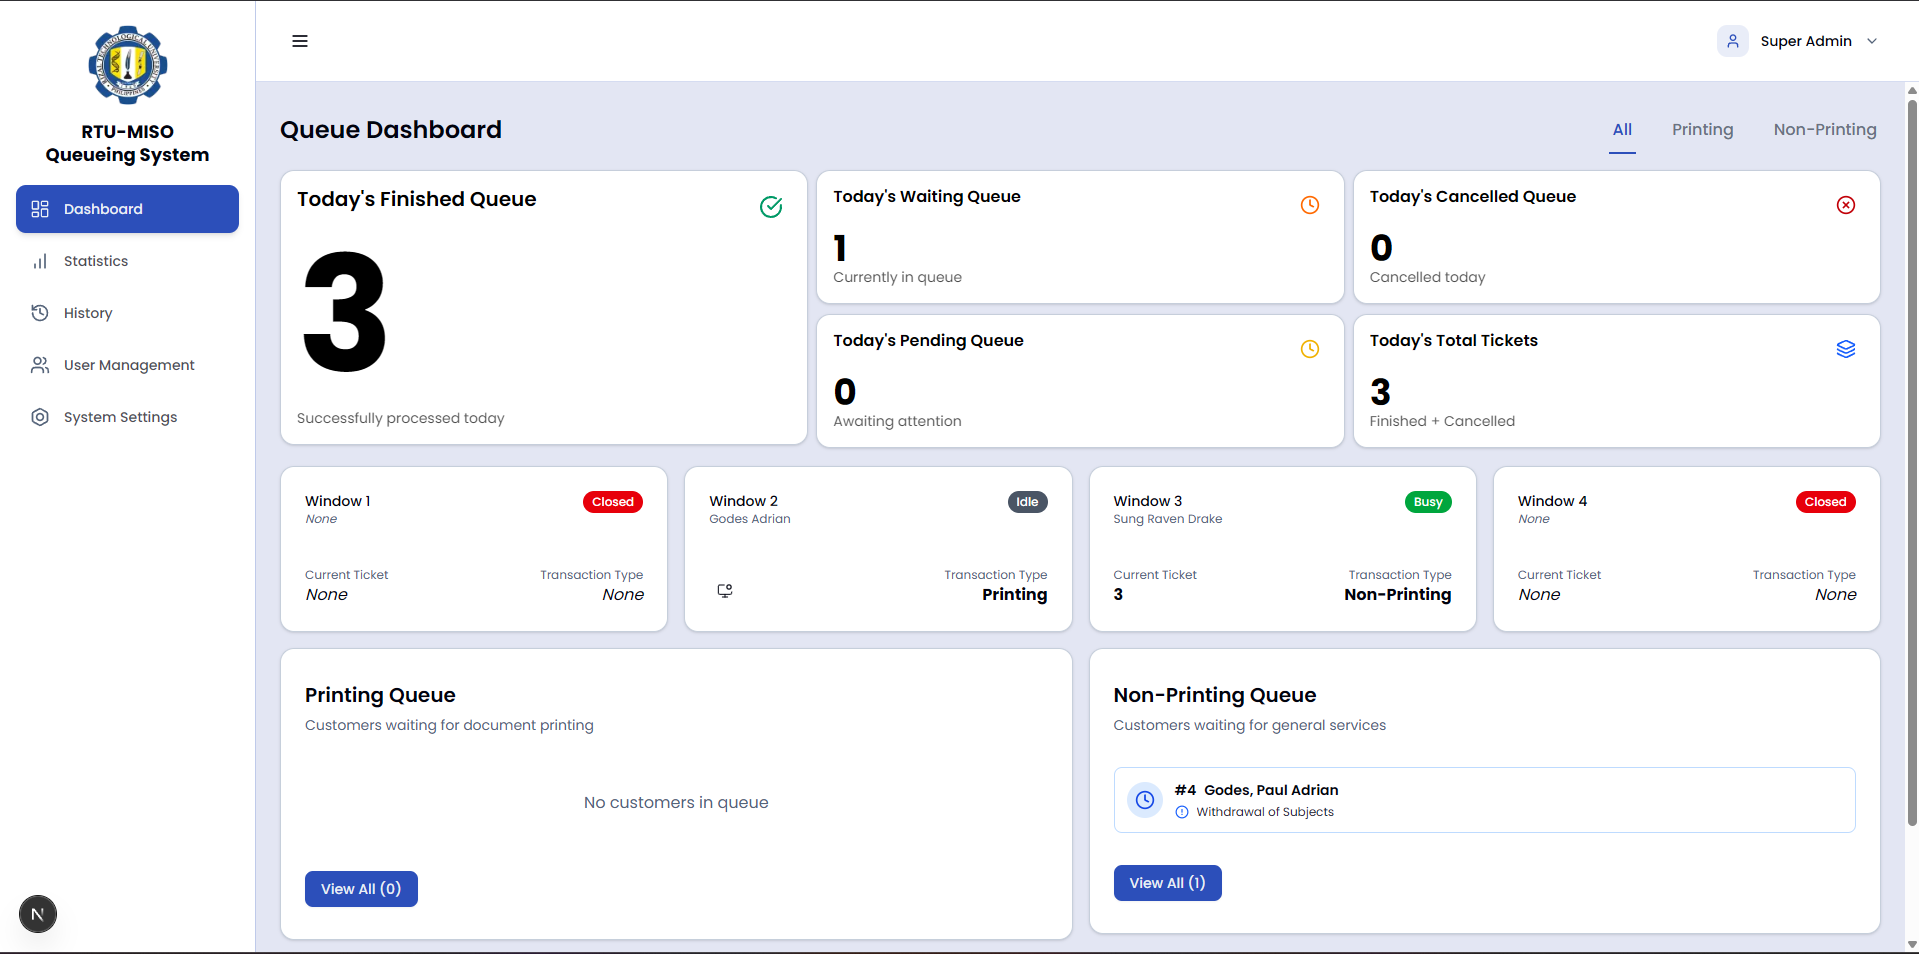 RIZAL TECHNOLOGICAL UNIVERSITY
PHILIPPINES
RTU-MISO
Queueing System
Dashboard
Statistics
History
User Management
System Settings
N
Super Admin
Queue Dashboard
All
Printing
Non-Printing
Today's Finished Queue
3
Successfully processed today
Today's Waiting Queue
1
Currently in queue
Today's Cancelled Queue
0
Cancelled today
Today's Pending Queue
0
Awaiting attention
Today's Total Tickets
3
Finished + Cancelled
Window 1
Closed
None
Current Ticket
Transaction Type
None
None
Window 2
Idle
Godes Adrian
Transaction Type
Printing
Window 3
Busy
Sung Raven Drake
Current Ticket
Transaction Type
3
Non-Printing
Window 4
Closed
None
Current Ticket
Transaction Type
None
None
Printing Queue
Customers waiting for document printing
No customers in queue
View All (0)
Non-Printing Queue
Customers waiting for general services
#4 Godes, Paul Adrian
Withdrawal of Subjects
View All (1)